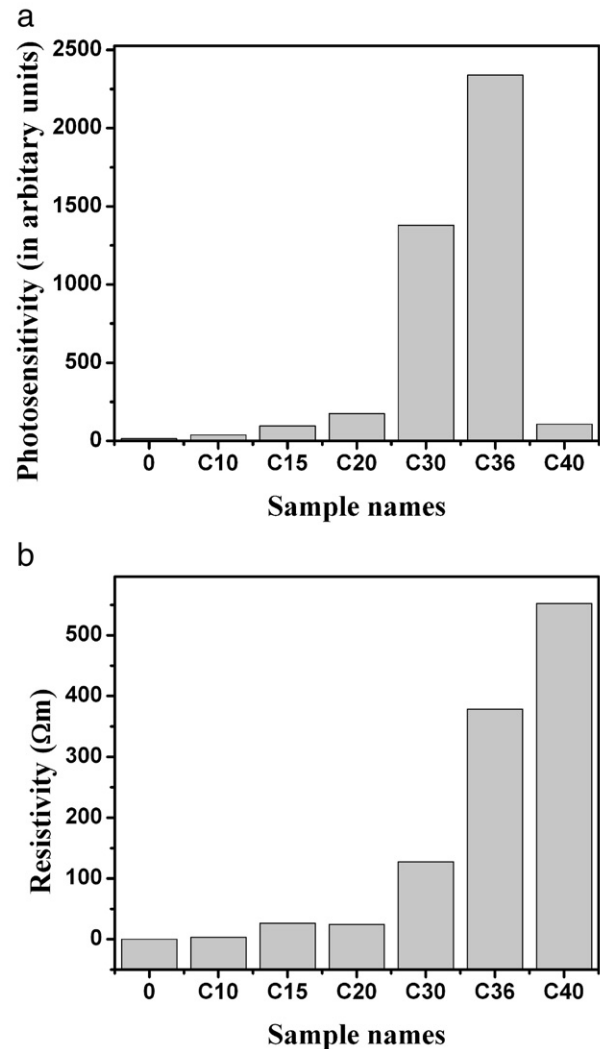 a
Photosensitivity (in arbitary units)
2500
2000
1500
1000
500
0
0 C10 C15 C20 C30 C36 C40
Sample names
b
Resistivity (Ωm)
500
400
300
200
100
0
0 C10 C15 C20 C30 C36 C40
Sample names